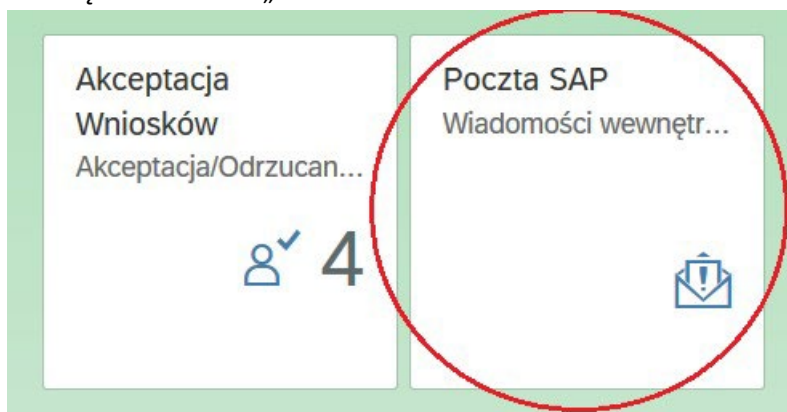 Akceptacja
Wniosków
Akceptacja/Odrzucan...
4
Poczta SAP
Wiadomości wewnętr...